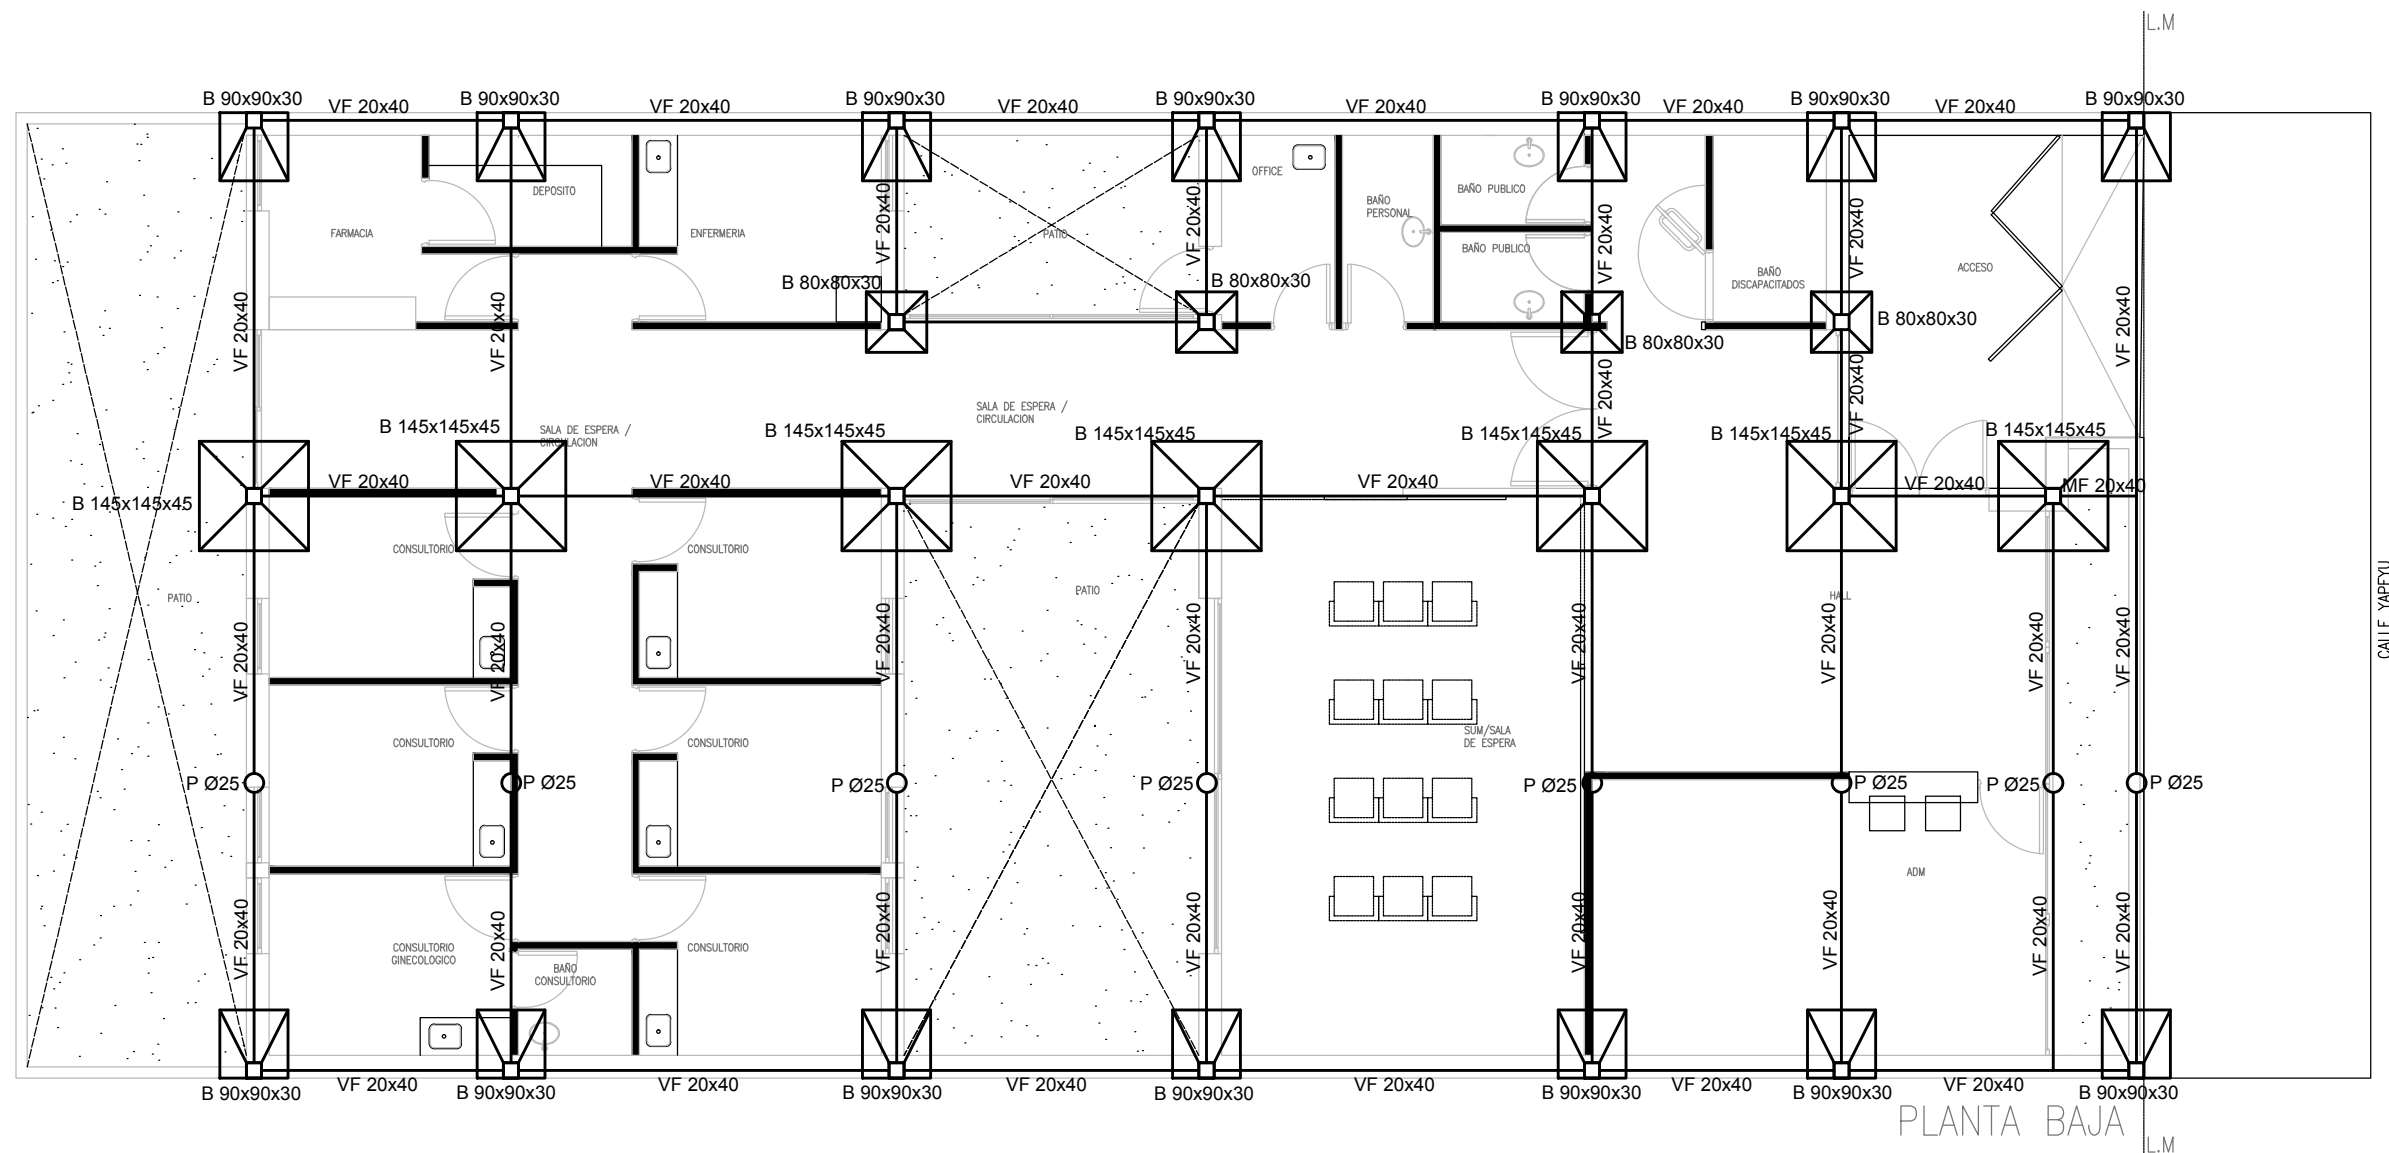 L.M
B 90x90x30
VF 20x40
B 90x90x30
VF 20x40
B 90x90x30
VF 20x40
B 90x90x30
VF 20x40
B 90x90x30
VF 20x40
B 90x90x30
VF 20x40
B 90x90x30
FARMACIA
DEPOSITO
ENFERMERIA
VF 20x40
PATIO
VF 20x40
OFFICE
BAÑO
PERSONAL
BAÑO PUBLICO
BAÑO PUBLICO
VF 20x40
BAÑO
DISCAPACITADOS
VF 20x40
ACCESO
B 80x80x30
B 80x80x30
B 80x80x30
B 80x80x30
VF 20x40
VF 20x40
VF 20x40
VF 20x40
VF 20x40
SALA DE ESPERA /
CIRCULACION
SALA DE ESPERA /
CIRCULACION
B 145x145x45
B 145x145x45
B 145x145x45
B 145x145x45
B 145x145x45
B 145x145x45
B 145x145x45
VF 20x40
VF 20x40
VF 20x40
VF 20x40
VF 20x40
MF 20x40
CONSULTORIO
CONSULTORIO
PATIO
PATIO
HALL
CALLE YAPEYU
VF 20x40
VF 20x40
VF 20x40
VF 20x40
VF 20x40
VF 20x40
VF 20x40
VF 20x40
SUM/SALA
DE ESPERA
CONSULTORIO
CONSULTORIO
P Ø25
P Ø25
P Ø25
P Ø25
P Ø25
P Ø25
P Ø25
P Ø25
ADM
VF 20x40
VF 20x40
VF 20x40
VF 20x40
VF 20x40
VF 20x40
VF 20x40
VF 20x40
CONSULTORIO
GINECOLOGICO
BAÑO
CONSULTORIO
CONSULTORIO
B 90x90x30
VF 20x40
B 90x90x30
VF 20x40
B 90x90x30
VF 20x40
B 90x90x30
VF 20x40
B 90x90x30
VF 20x40
B 90x90x30
VF 20x40
B 90x90x30
PLANTA BAJA
L.M